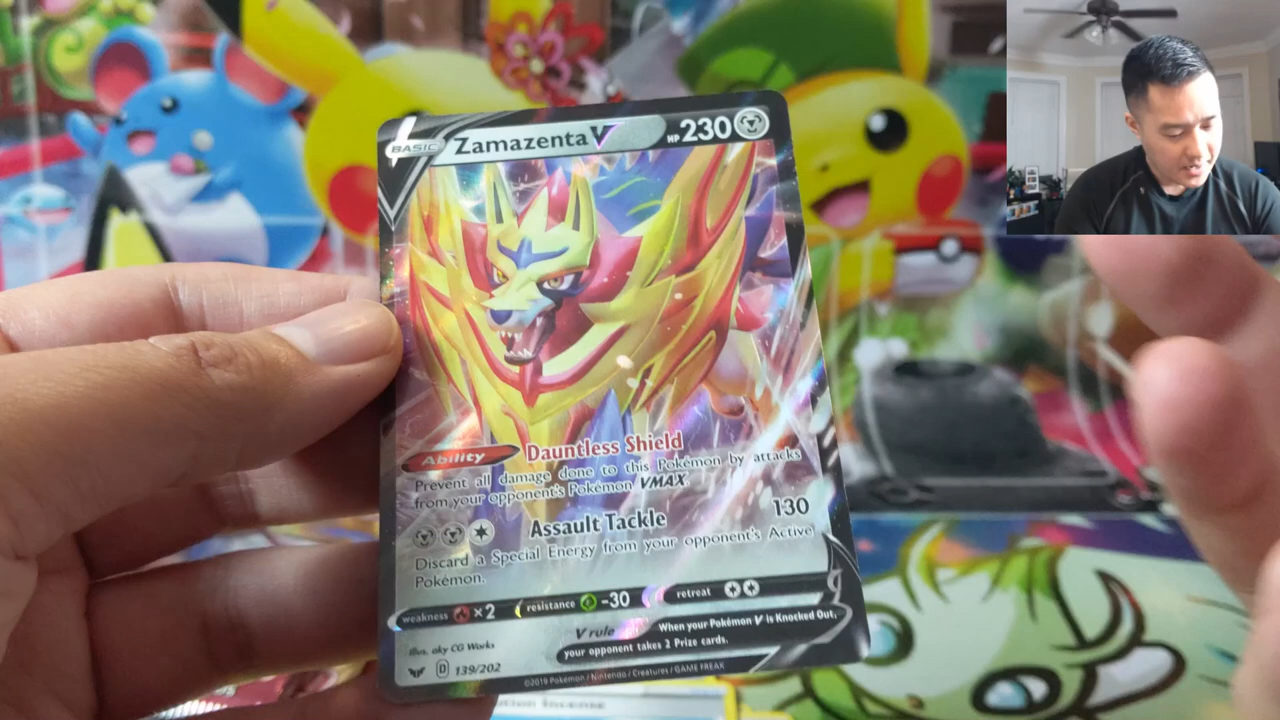 BASIC Zamazenta V HP 230
Ability Dauntless Shield
Prevent all damage done to this Pokémon by attacks
from your opponent's Pokémon VMAX.
Assault Tackle 130
Discard a Special Energy from your opponent's Active
Pokémon.
weakness ×2 resistance -30 retreat
V rule When your Pokémon V is Knocked Out,
your opponent takes 2 Prize cards.
Illus. aky CG Works
D 139/202
©2019 Pokémon / Nintendo / Creatures / GAME FREAK
Incense